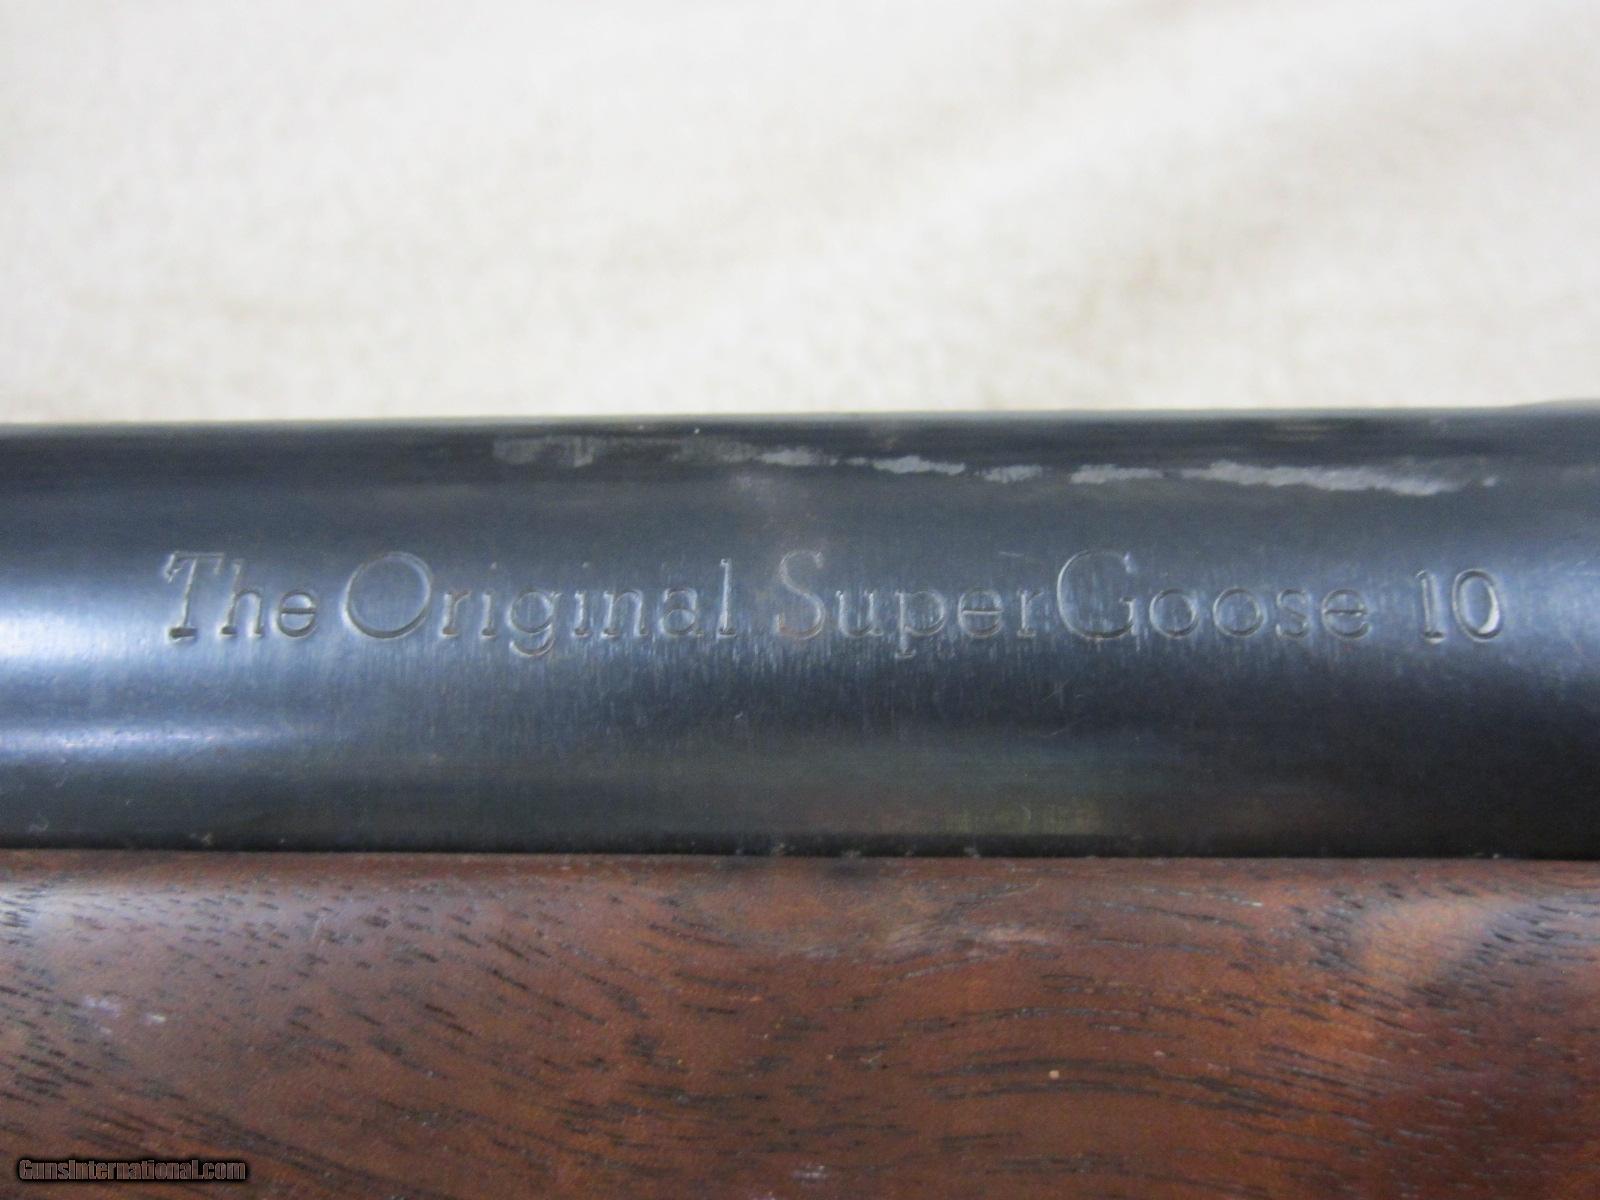 The Original SuperGoose 10
GunsInternational.com